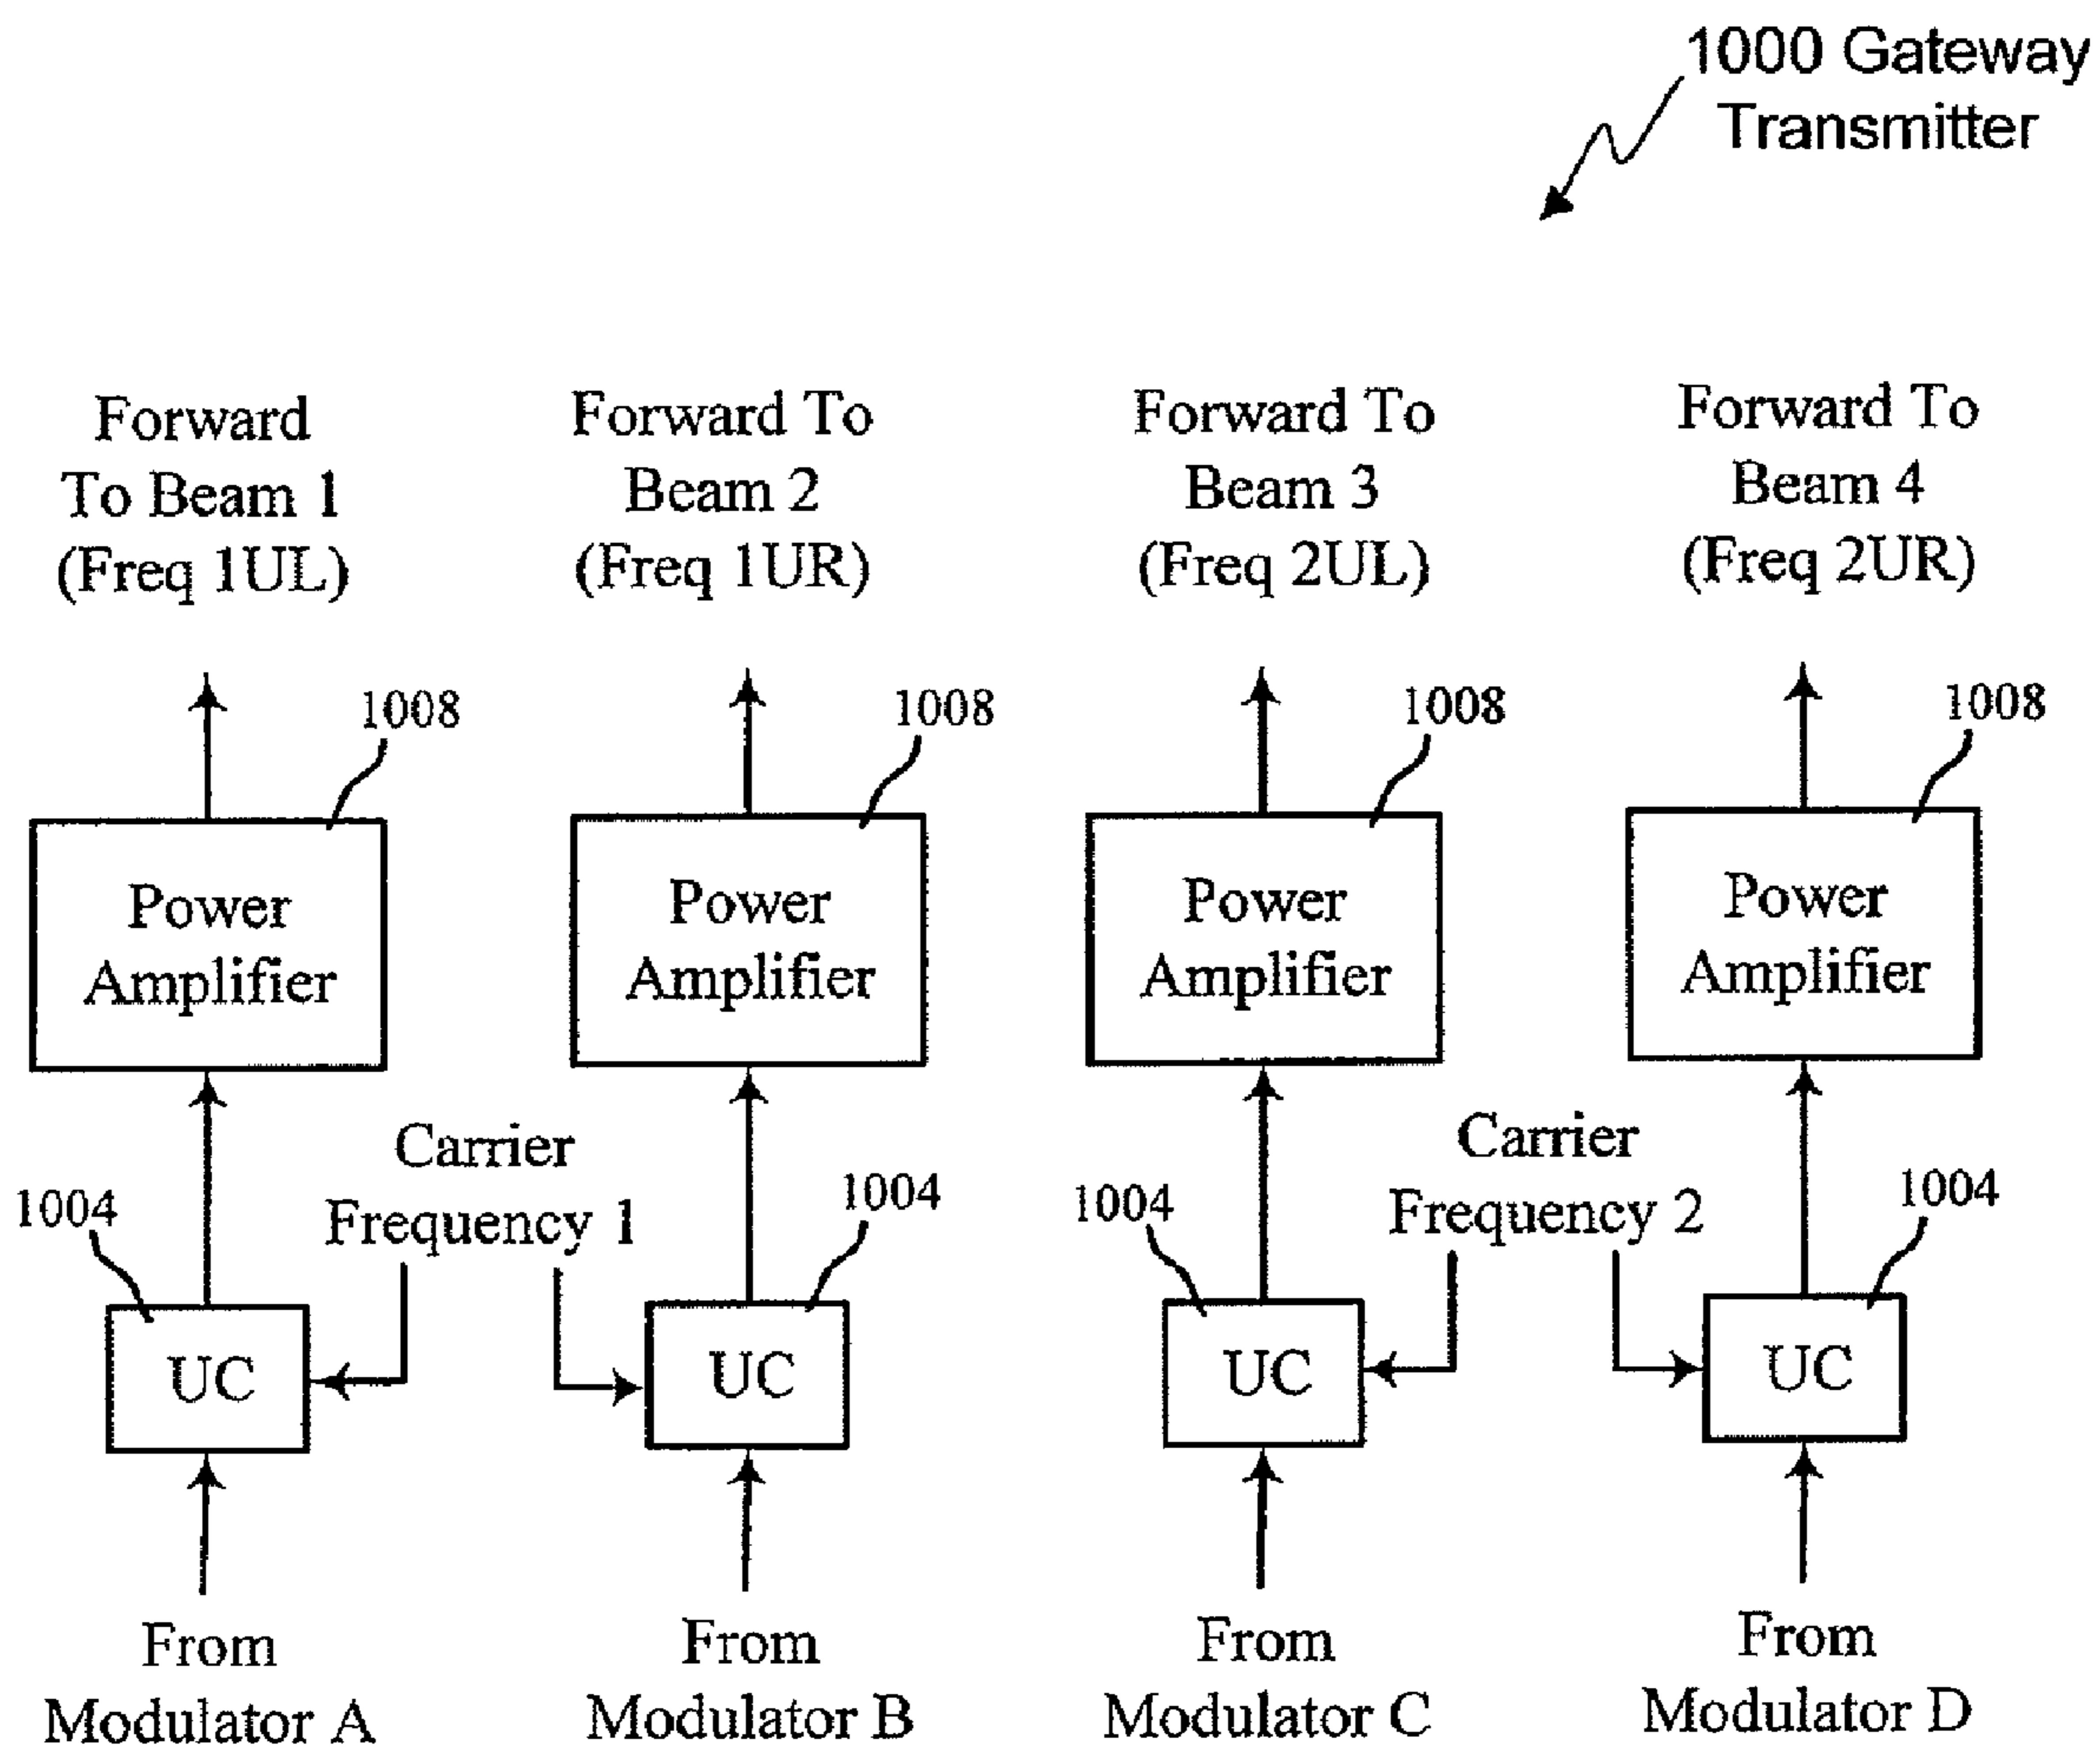 1000 Gateway
Transmitter
Forward
To Beam 1
(Freq 1UL)
Forward To
Beam 2
(Freq 1UR)
Forward To
Beam 3
(Freq 2UL)
Forward To
Beam 4
(Freq 2UR)
1008
1008
1008
1008
Power
Amplifier
Power
Amplifier
Power
Amplifier
Power
Amplifier
Carrier
Frequency 1
Carrier
Frequency 2
1004
1004
1004
1004
UC
UC
UC
UC
From
Modulator A
From
Modulator B
From
Modulator C
From
Modulator D